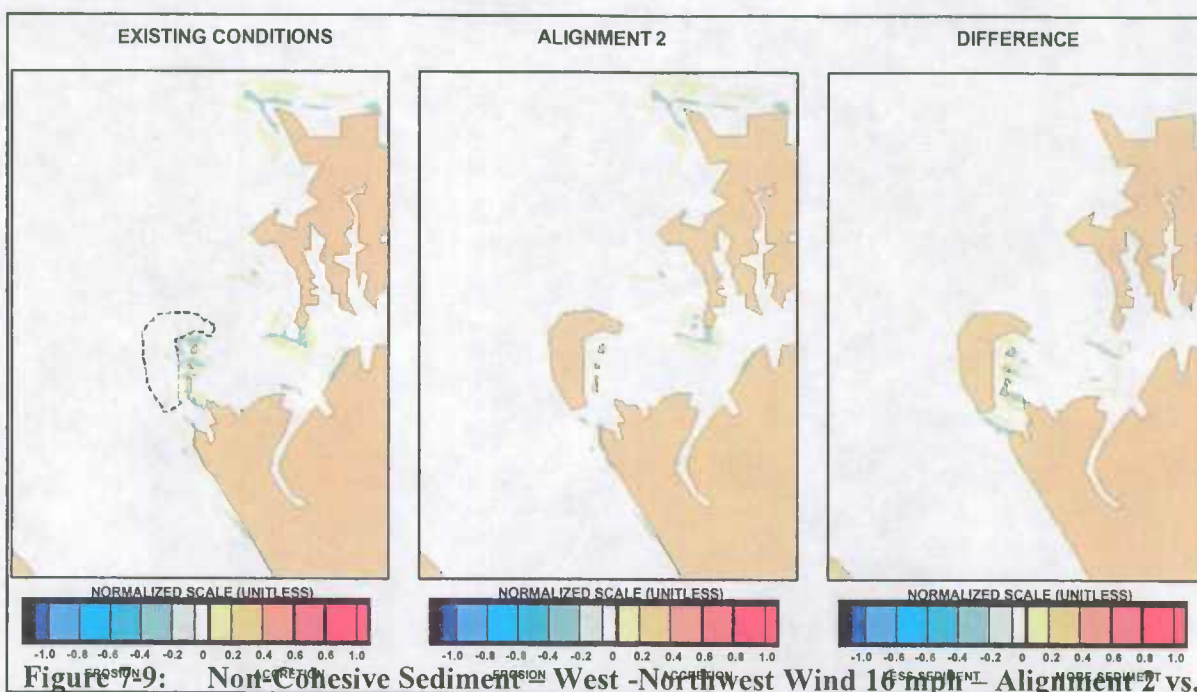 EXISTING CONDITIONS
ALIGNMENT 2
DIFFERENCE
NORMALIZED SCALE (UNITLESS)
NORMALIZED SCALE (UNITLESS)
NORMALIZED SCALE (UNITLESS)
-1.0 -0.8 -0.6 -0.4 -0.2 0 0.2 0.4 0.6 0.8 1.0
-1.0 -0.8 -0.6 -0.4 -0.2 0 0.2 0.4 0.6 0.8 1.0
-1.0 -0.8 -0.6 -0.4 -0.2 0 0.2 0.4 0.6 0.8 1.0
EROSION ACCRETION
EROSION ACCRETION
LESS SEDIMENT MORE SEDIMENT
Figure 7-9: Non-Cohesive Sediment – West -Northwest Wind 16 mph – Alignment 2 vs